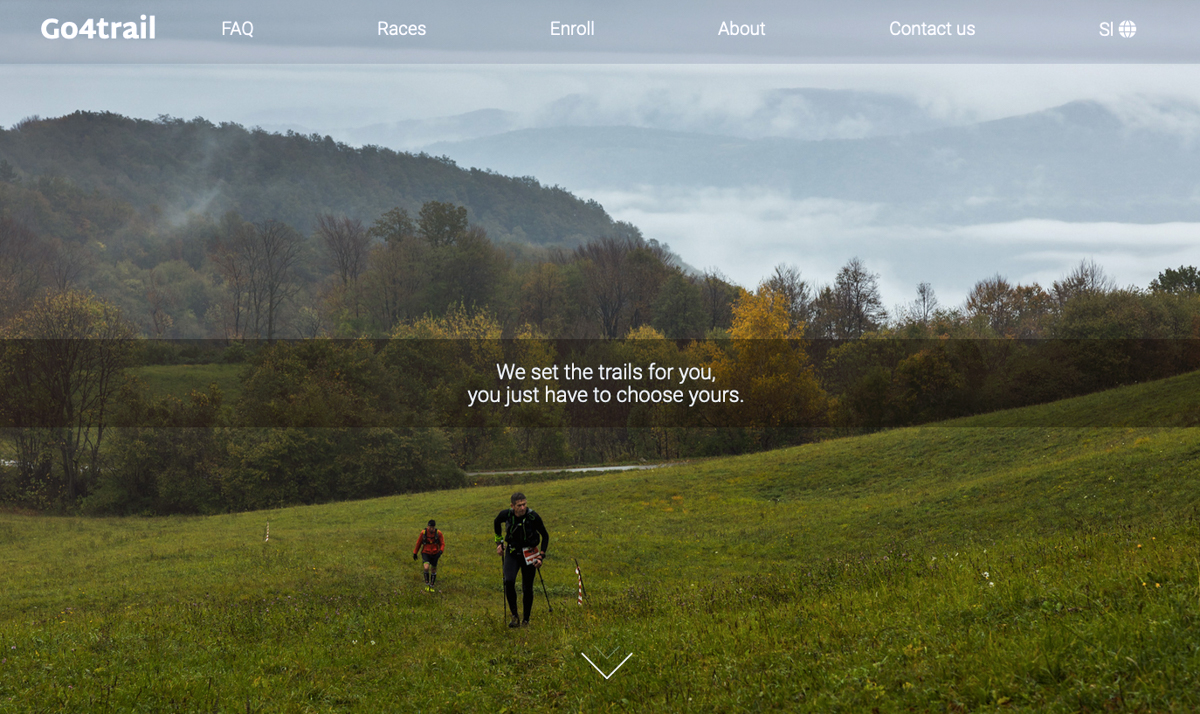 Go4trail
FAQ
Races
Enroll
About
Contact us
Sl
We set the trails for you,
you just have to choose yours.